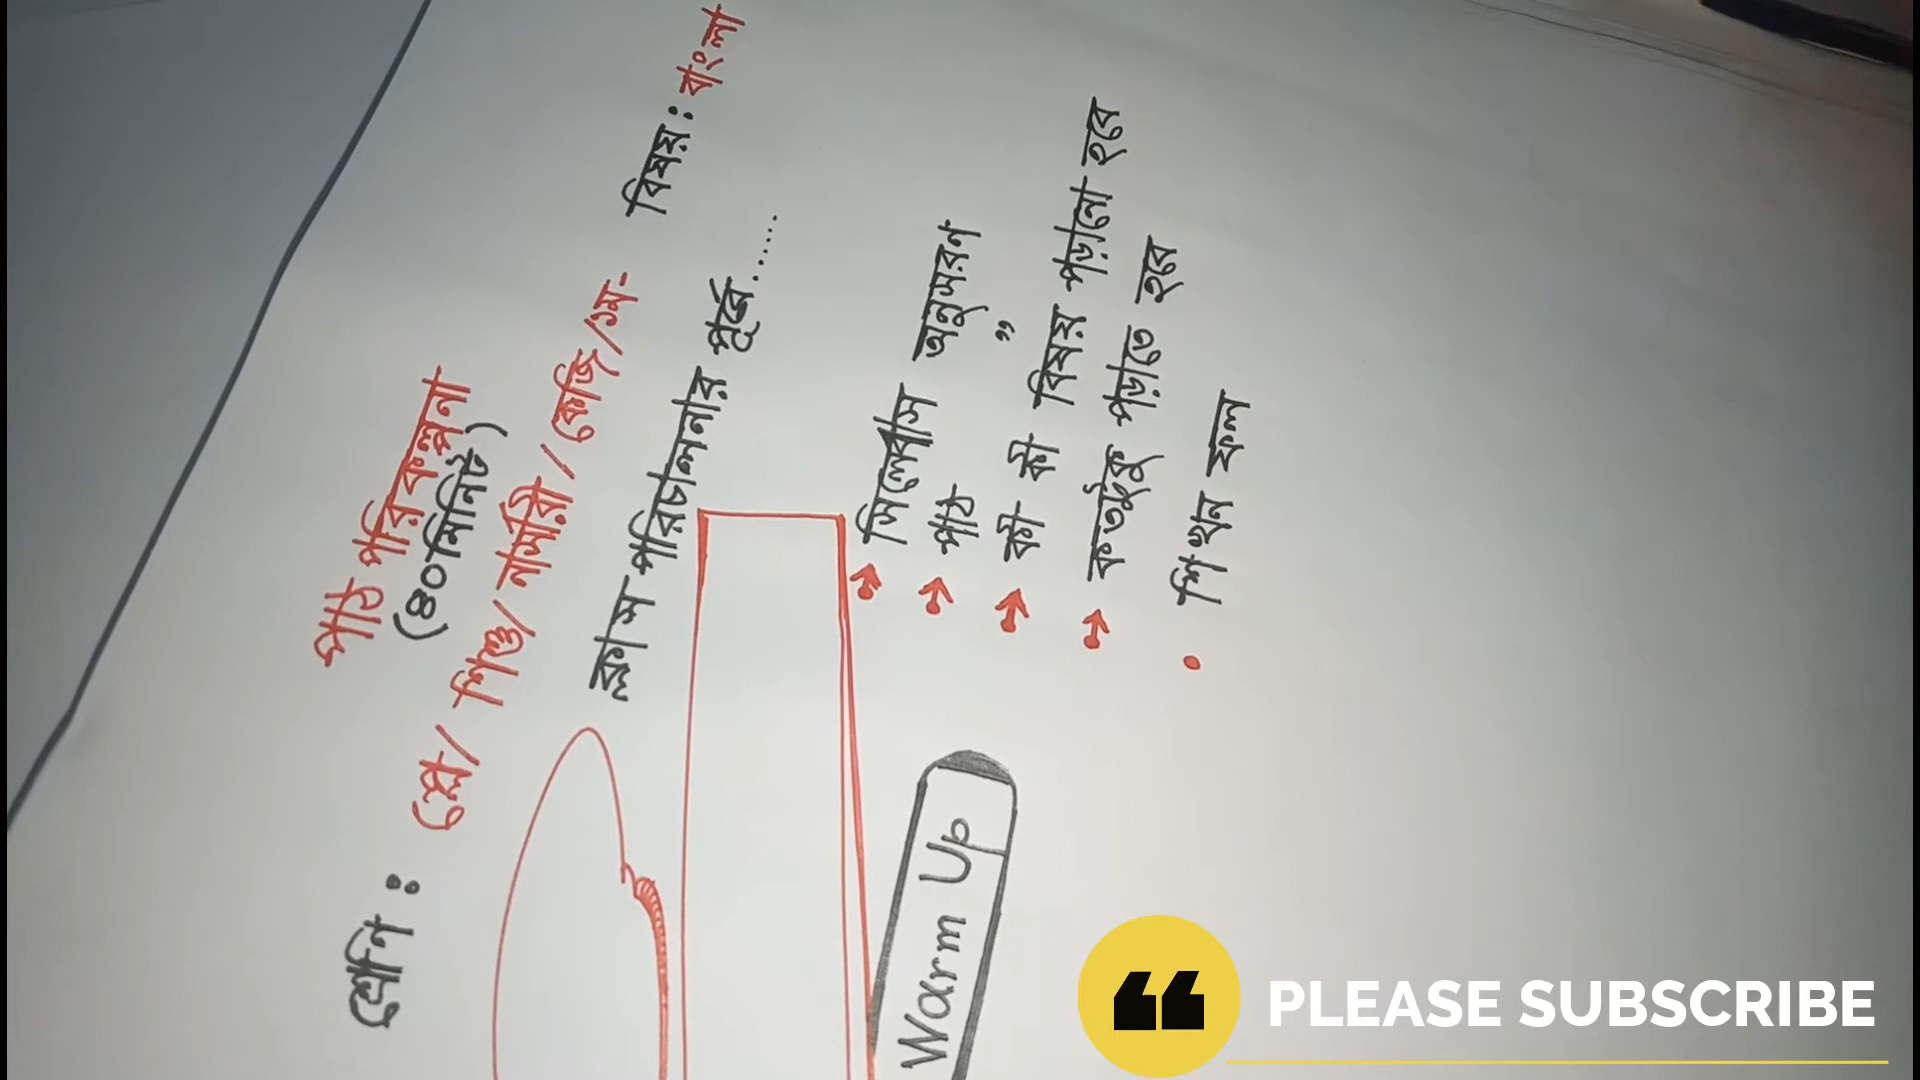 পাঠ পরিকল্পনা
(৪০মিনিট)
শ্রেণি : প্লে/ শিশু/ নার্সারী / কেজি /১ম- বিষয় : বাংলা
ক্লাস পরিচালনার পূর্বে......
সিলেবাস অনুসরণ
পাঠ "
কী কী বিষয় পড়ানো হবে
কতটুকু পড়াতে হবে
শিখন ফল
Warm Up
PLEASE SUBSCRIBE